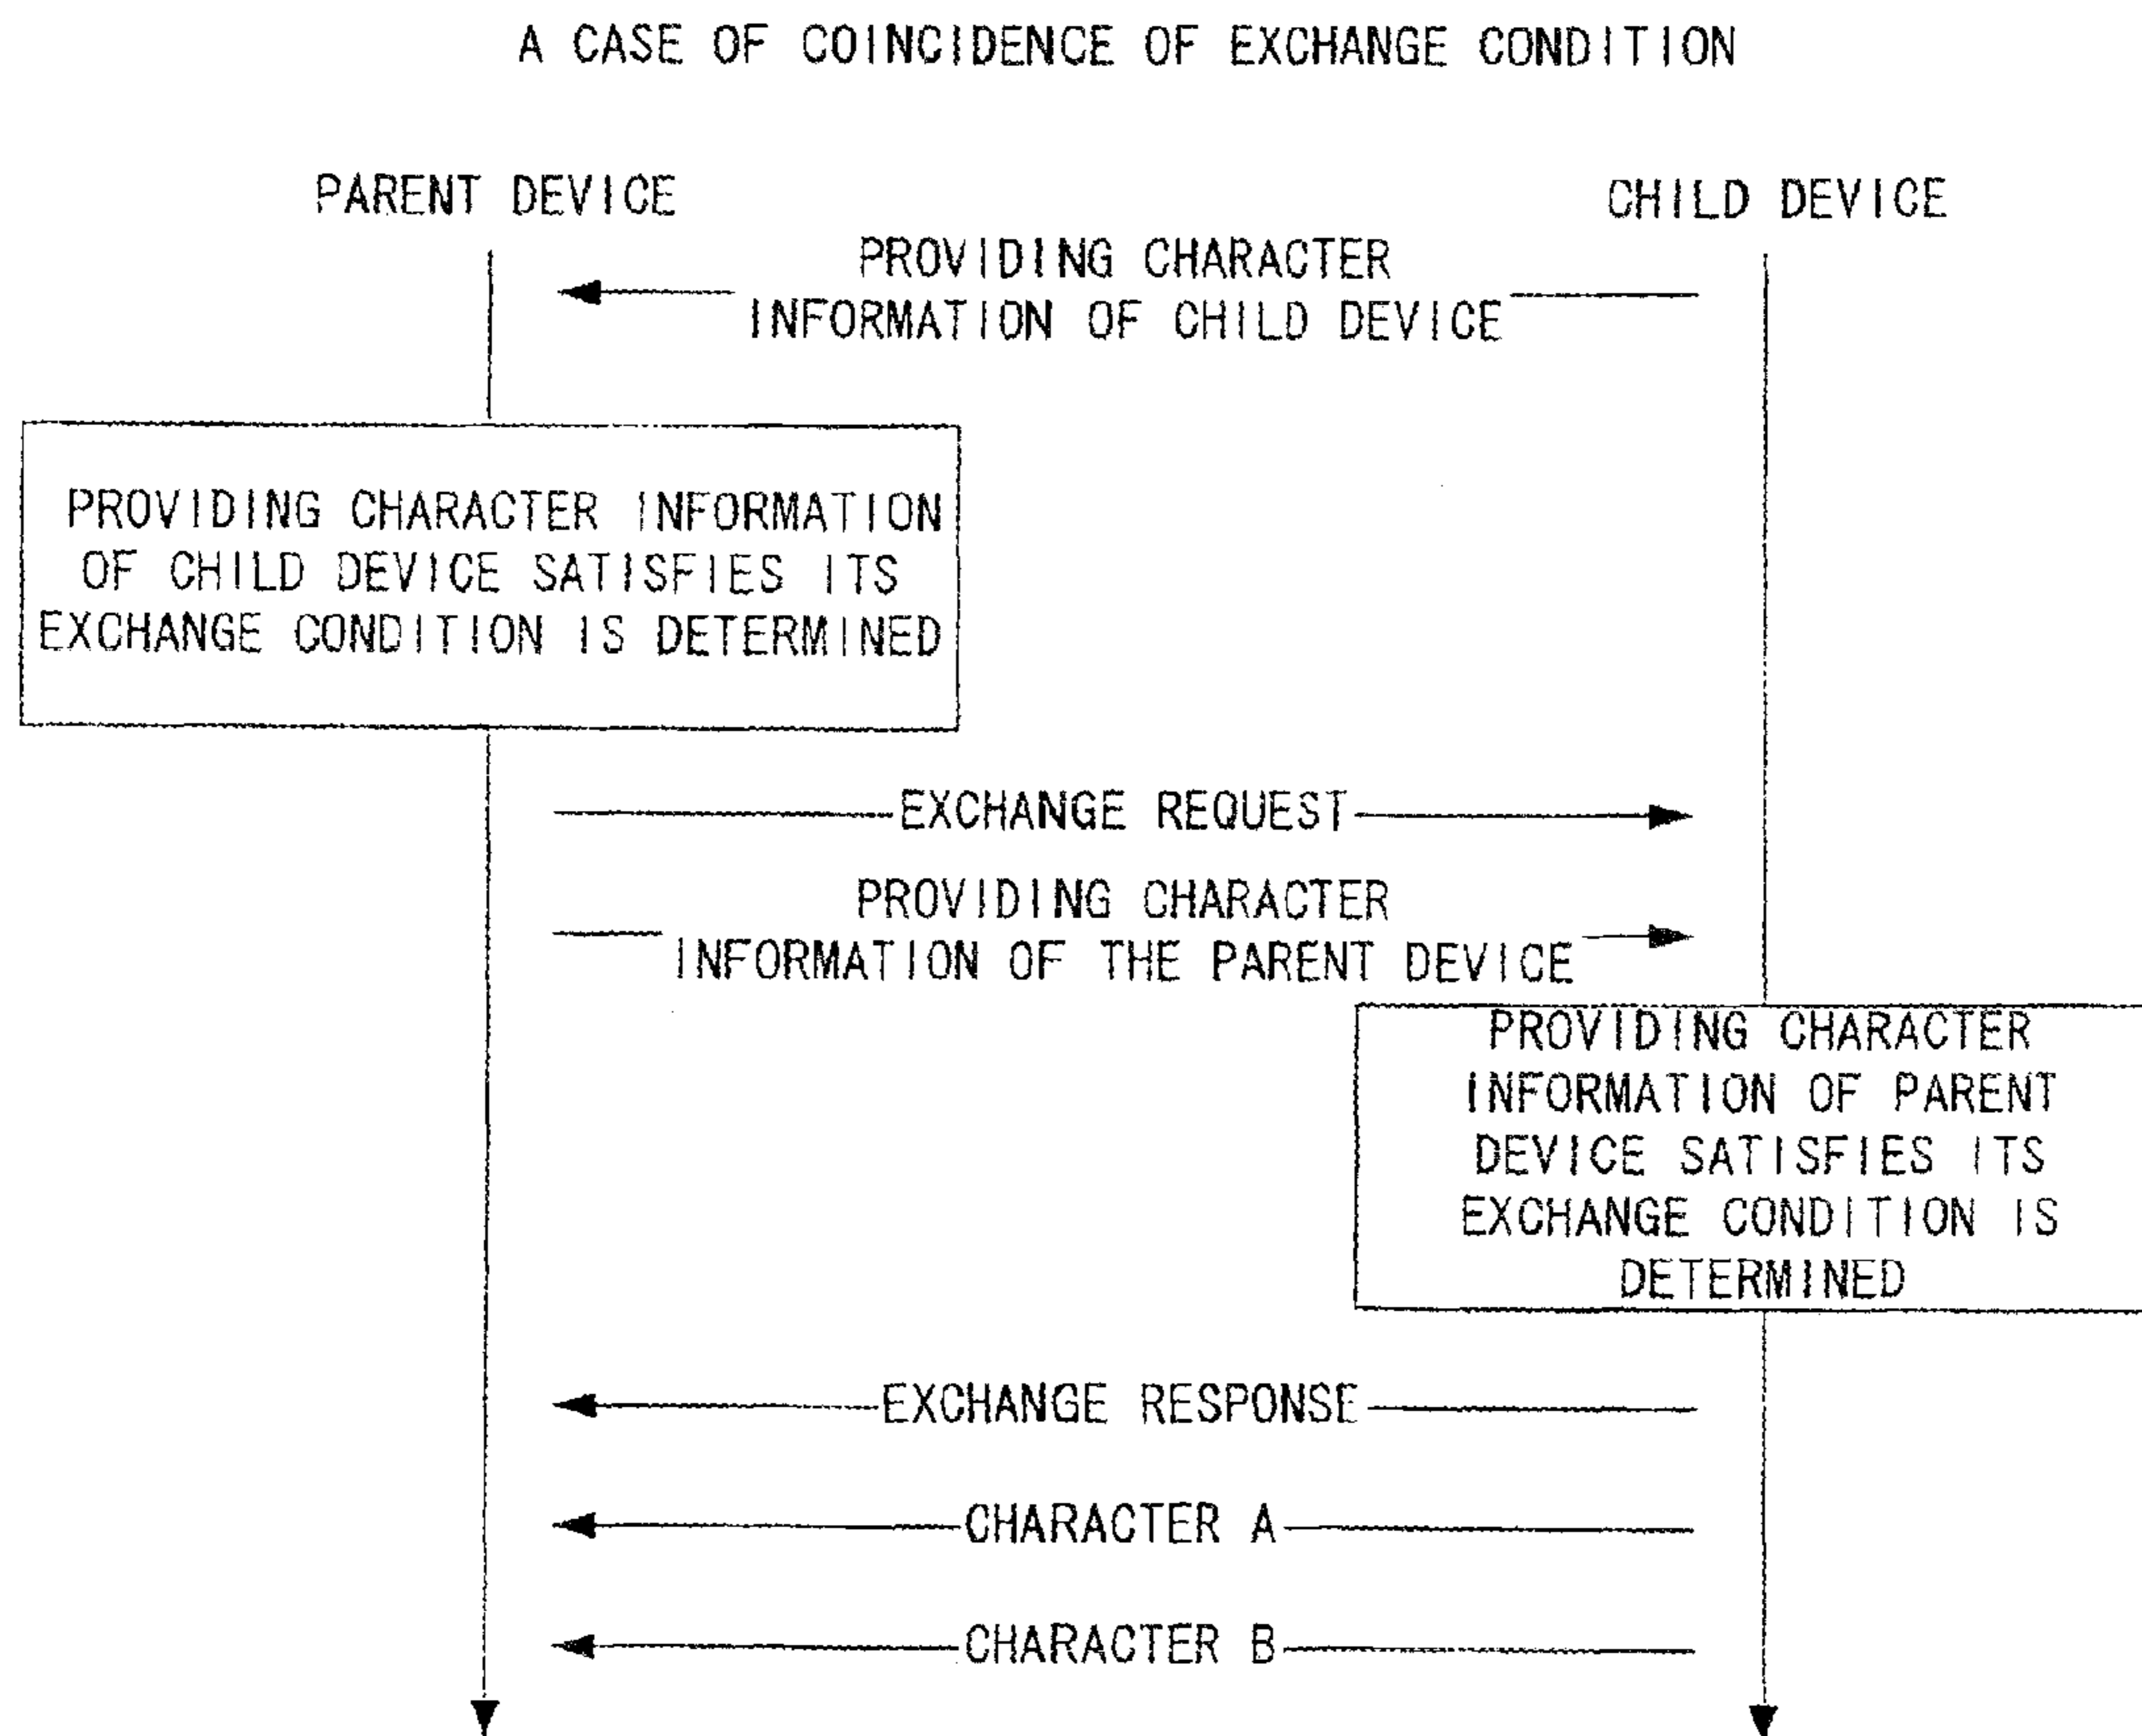 A CASE OF COINCIDENCE OF EXCHANGE CONDITION
PARENT DEVICE
CHILD DEVICE
PROVIDING CHARACTER
INFORMATION OF CHILD DEVICE
PROVIDING CHARACTER INFORMATION
OF CHILD DEVICE SATISFIES ITS
EXCHANGE CONDITION IS DETERMINED
EXCHANGE REQUEST
PROVIDING CHARACTER
INFORMATION OF THE PARENT DEVICE
PROVIDING CHARACTER
INFORMATION OF PARENT
DEVICE SATISFIES ITS
EXCHANGE CONDITION IS
DETERMINED
EXCHANGE RESPONSE
CHARACTER A
CHARACTER B